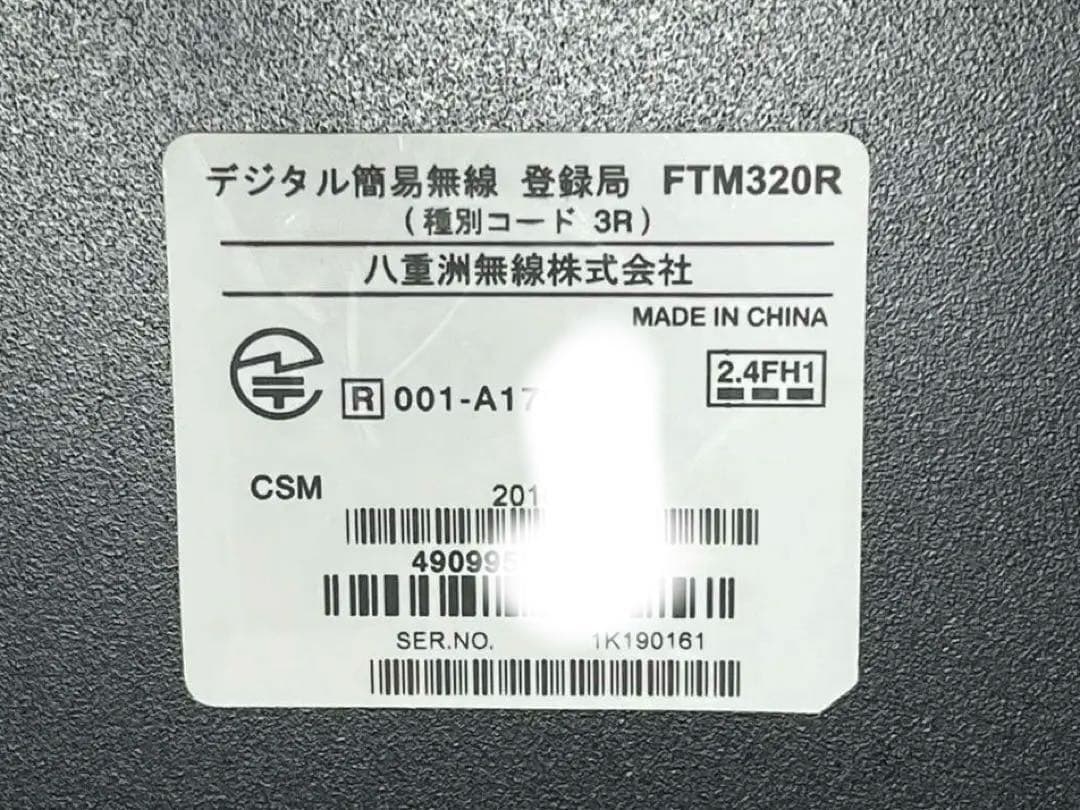 デジタル簡易無線 登録局 FTM320R
(種別コード 3R)
八重洲無線株式会社
MADE IN CHINA
R 001-A17
2.4FH1
CSM
201
49099
SER.NO. 1K190161